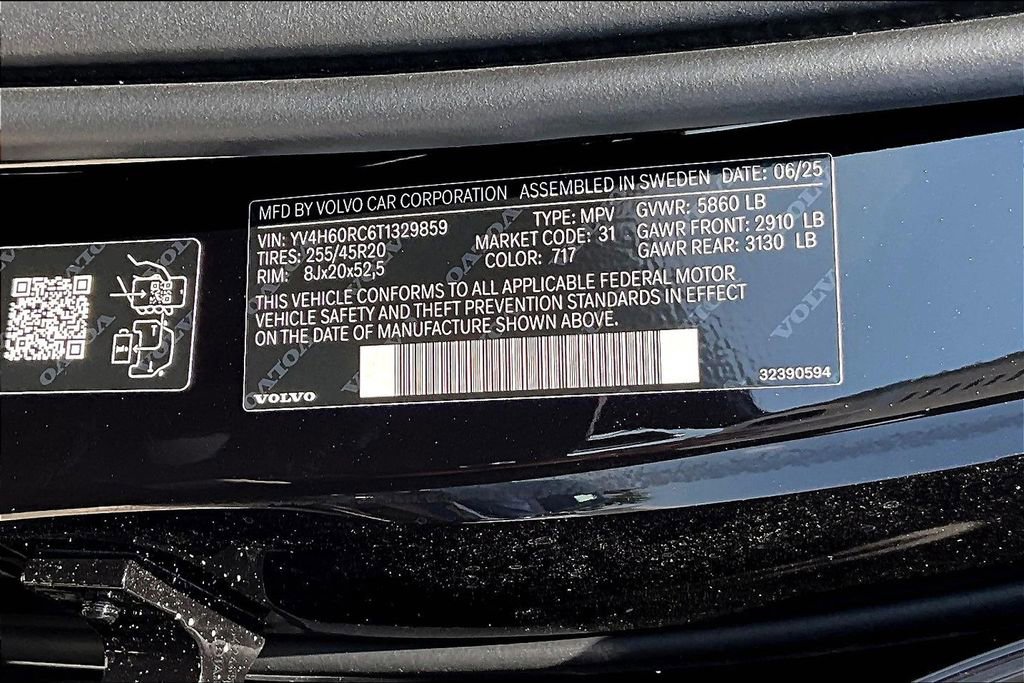 MFD BY VOLVO CAR CORPORATION ASSEMBLED IN SWEDEN DATE: 06/25
VIN: YV4H60RC6T1329859 TYPE: MPV GVWR: 5860 LB
TIRES: 255/45R20 MARKET CODE: 31 GAWR FRONT: 2910 LB
RIM: 8Jx20x52,5 COLOR: 717 GAWR REAR: 3130 LB
THIS VEHICLE CONFORMS TO ALL APPLICABLE FEDERAL MOTOR
VEHICLE SAFETY AND THEFT PREVENTION STANDARDS IN EFFECT
ON THE DATE OF MANUFACTURE SHOWN ABOVE.
VOLVO 32390594